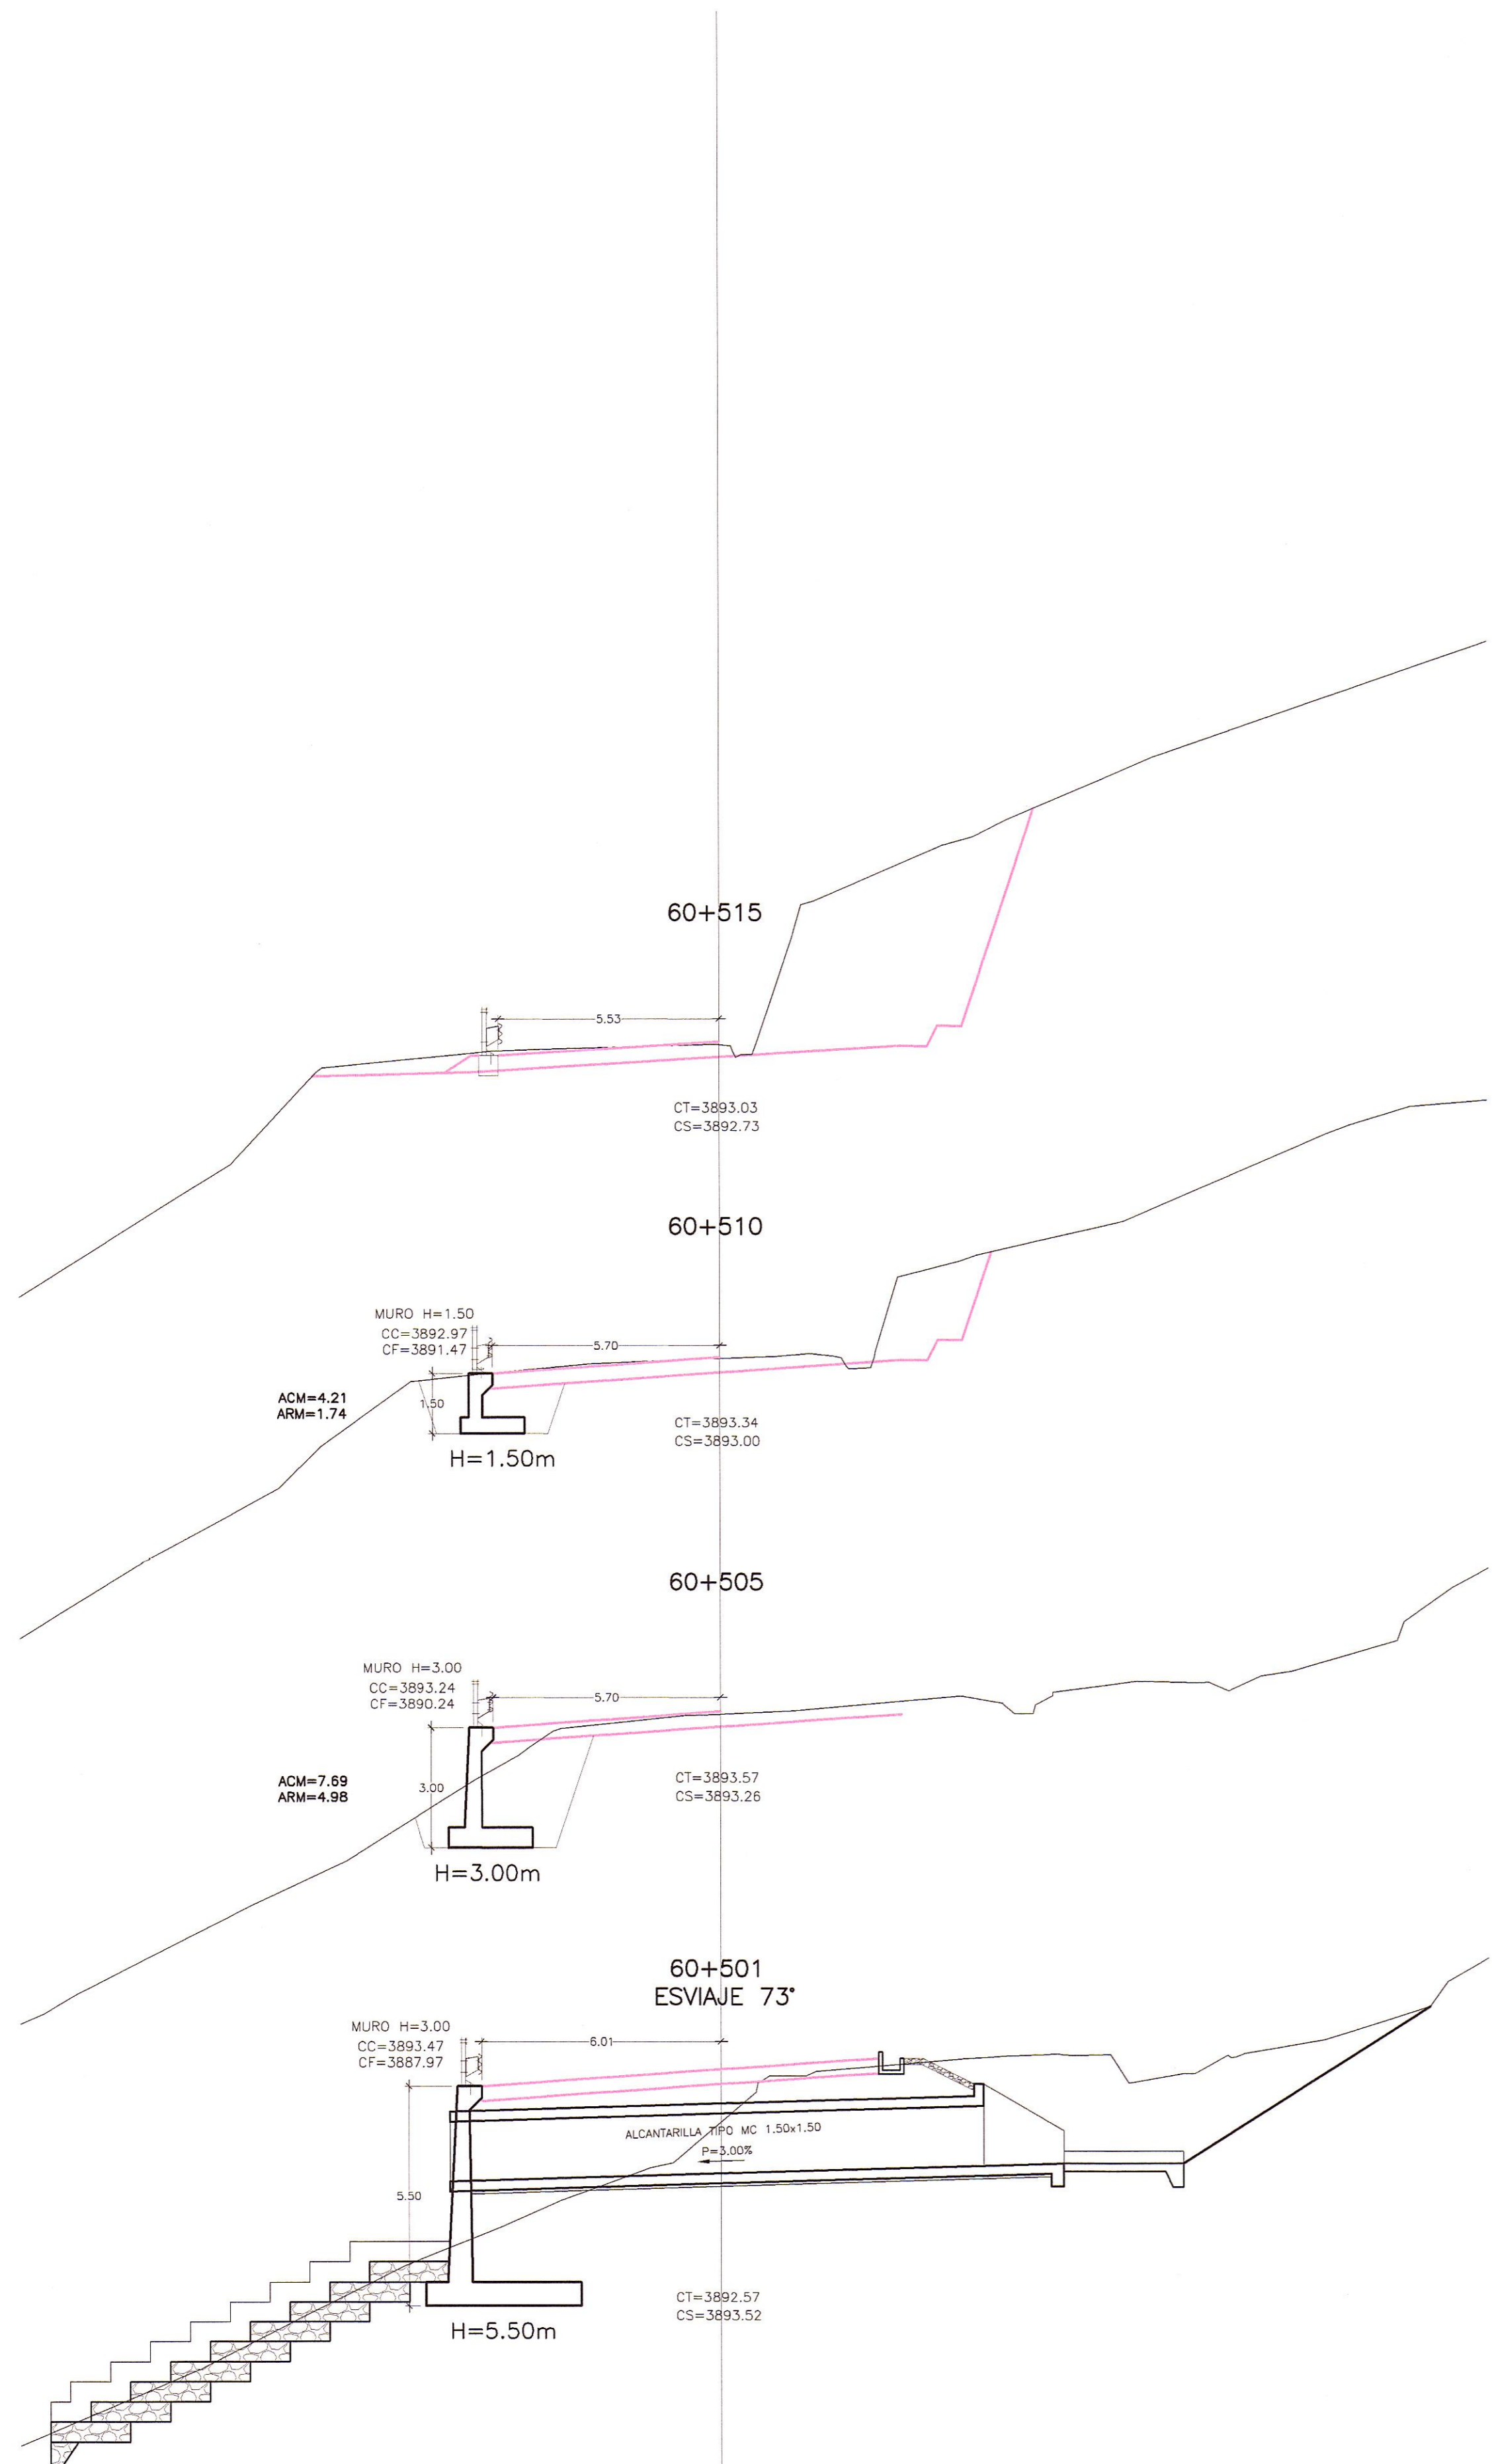 60+515
5.53
CT=3893.03
CS=3892.73
60+510
MURO H=1.50
CC=3892.97
CF=3891.47
5.70
ACM=4.21
ARM=1.74
1.50
CT=3893.34
CS=3893.00
H=1.50m
60+505
MURO H=3.00
CC=3893.24
CF=3890.24
5.70
ACM=7.69
ARM=4.98
3.00
CT=3893.57
CS=3893.26
H=3.00m
60+501
ESVIAJE 73°
MURO H=3.00
CC=3893.47
CF=3887.97
6.01
ALCANTARILLA TIPO MC 1.50x1.50
P=3.00%
5.50
CT=3892.57
CS=3893.52
H=5.50m